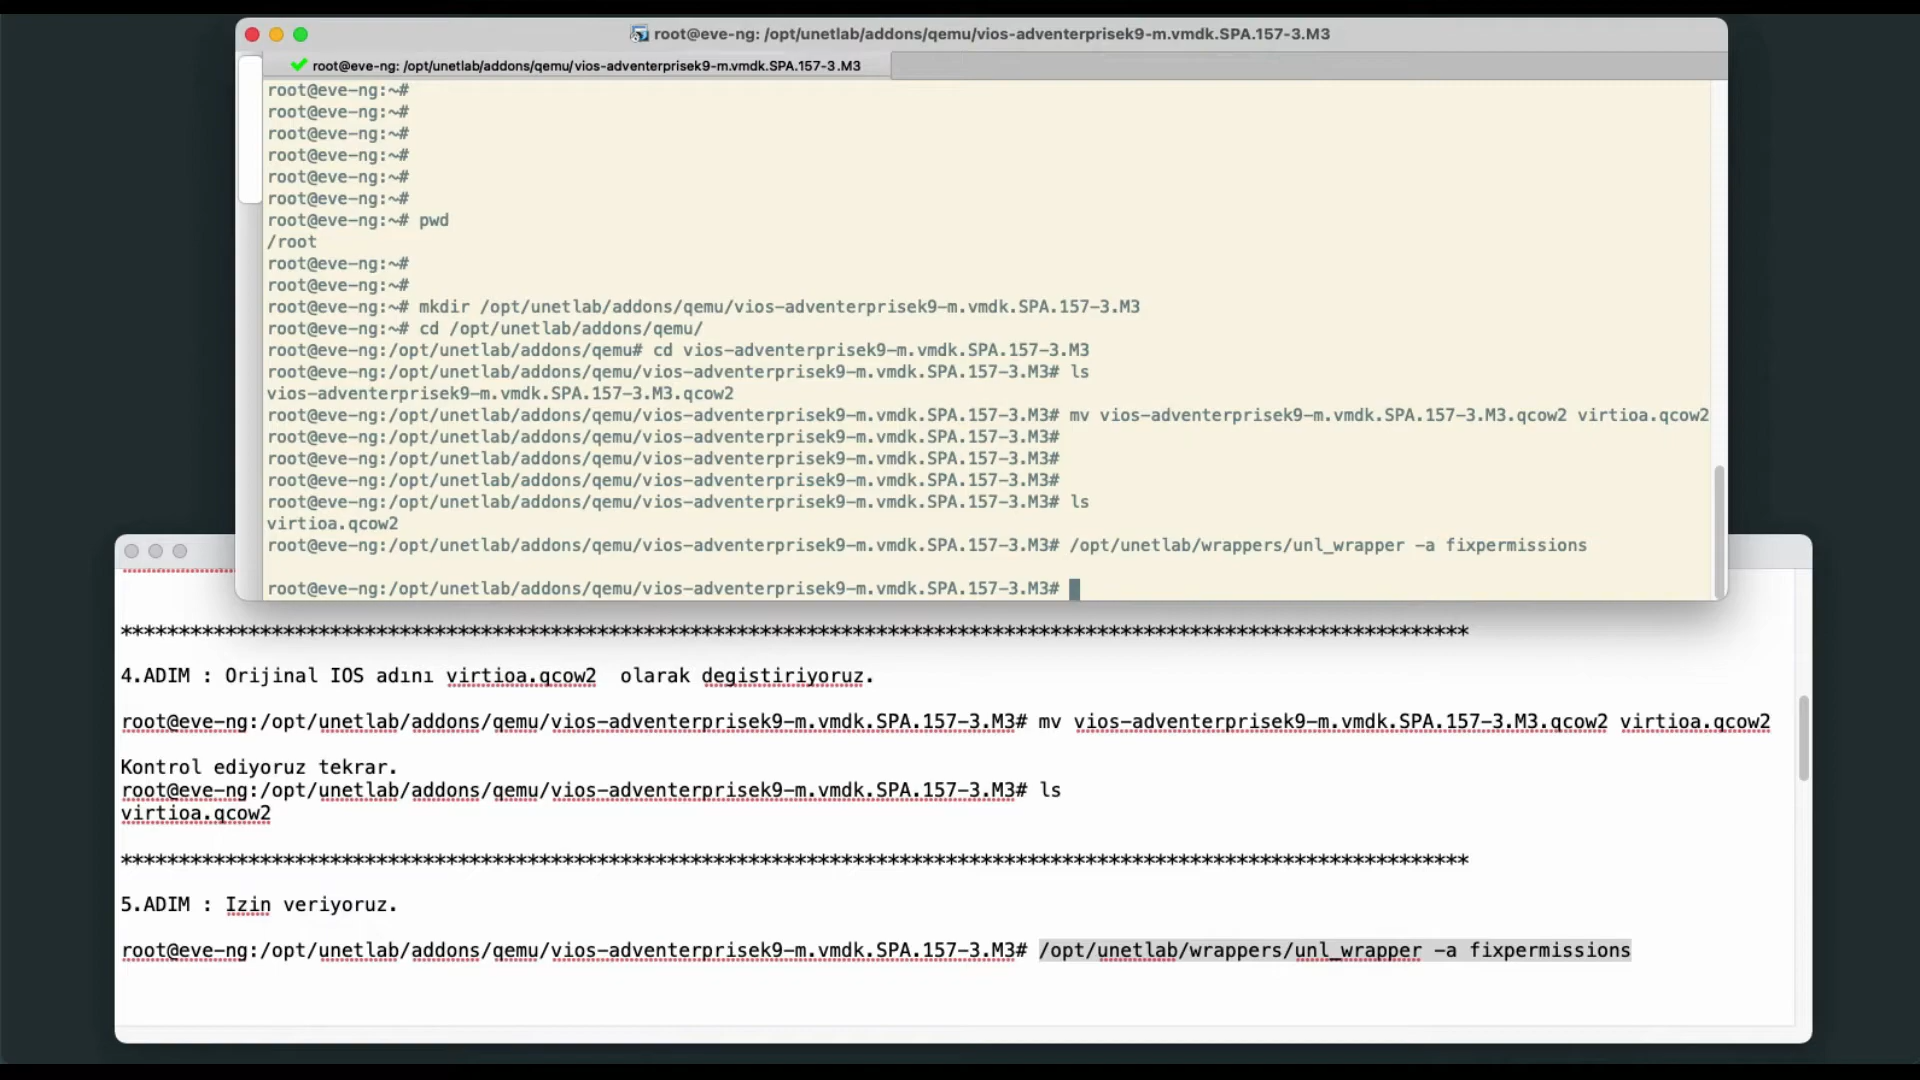 root@eve-ng: /opt/unetlab/addons/qemu/vios-adventerprisek9-m.vmdk.SPA.157-3.M3
root@eve-ng: /opt/unetlab/addons/qemu/vios-adventerprisek9-m.vmdk.SPA.157-3.M3
root@eve-ng:~#
root@eve-ng:~#
root@eve-ng:~#
root@eve-ng:~#
root@eve-ng:~#
root@eve-ng:~#
root@eve-ng:~# pwd
/root
root@eve-ng:~#
root@eve-ng:~#
root@eve-ng:~# mkdir /opt/unetlab/addons/qemu/vios-adventerprisek9-m.vmdk.SPA.157-3.M3
root@eve-ng:~# cd /opt/unetlab/addons/qemu/
root@eve-ng:/opt/unetlab/addons/qemu# cd vios-adventerprisek9-m.vmdk.SPA.157-3.M3
root@eve-ng:/opt/unetlab/addons/qemu/vios-adventerprisek9-m.vmdk.SPA.157-3.M3# ls
vios-adventerprisek9-m.vmdk.SPA.157-3.M3.qcow2
root@eve-ng:/opt/unetlab/addons/qemu/vios-adventerprisek9-m.vmdk.SPA.157-3.M3# mv vios-adventerprisek9-m.vmdk.SPA.157-3.M3.qcow2 virtioa.qcow2
root@eve-ng:/opt/unetlab/addons/qemu/vios-adventerprisek9-m.vmdk.SPA.157-3.M3#
root@eve-ng:/opt/unetlab/addons/qemu/vios-adventerprisek9-m.vmdk.SPA.157-3.M3#
root@eve-ng:/opt/unetlab/addons/qemu/vios-adventerprisek9-m.vmdk.SPA.157-3.M3#
root@eve-ng:/opt/unetlab/addons/qemu/vios-adventerprisek9-m.vmdk.SPA.157-3.M3# ls
virtioa.qcow2
root@eve-ng:/opt/unetlab/addons/qemu/vios-adventerprisek9-m.vmdk.SPA.157-3.M3# /opt/unetlab/wrappers/unl_wrapper -a fixpermissions
root@eve-ng:/opt/unetlab/addons/qemu/vios-adventerprisek9-m.vmdk.SPA.157-3.M3#
*******************************************************************************************************************
4.ADIM : Orijinal IOS adını virtioa.qcow2  olarak degistiriyoruz.
root@eve-ng:/opt/unetlab/addons/qemu/vios-adventerprisek9-m.vmdk.SPA.157-3.M3# mv vios-adventerprisek9-m.vmdk.SPA.157-3.M3.qcow2 virtioa.qcow2
Kontrol ediyoruz tekrar.
root@eve-ng:/opt/unetlab/addons/qemu/vios-adventerprisek9-m.vmdk.SPA.157-3.M3# ls
virtioa.qcow2
*******************************************************************************************************************
5.ADIM : Izin veriyoruz.
root@eve-ng:/opt/unetlab/addons/qemu/vios-adventerprisek9-m.vmdk.SPA.157-3.M3# /opt/unetlab/wrappers/unl_wrapper -a fixpermissions